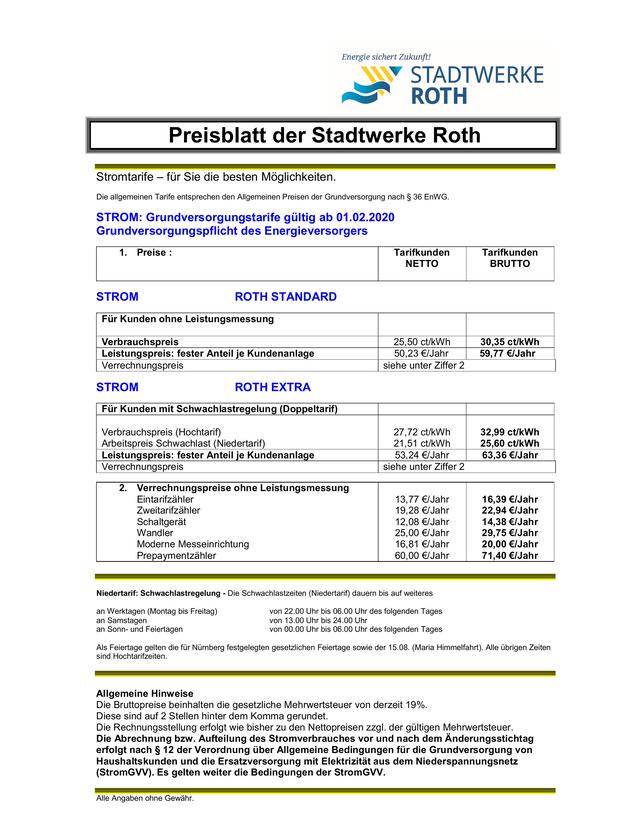 Energie sichert Zukunft!
STADTWERKE
ROTH
Preisblatt der Stadtwerke Roth
Stromtarife – für Sie die besten Möglichkeiten.
Die allgemeinen Tarife entsprechen den Allgemeinen Preisen der Grundversorgung nach § 36 EnWG.
STROM: Grundversorgungstarife gültig ab 01.02.2020
Grundversorgungspflicht des Energieversorgers
1. Preise : Tarifkunden Tarifkunden
NETTO BRUTTO
STROM ROTH STANDARD
Für Kunden ohne Leistungsmessung
Verbrauchspreis 25,50 ct/kWh 30,35 ct/kWh
Leistungspreis: fester Anteil je Kundenanlage 50,23 €/Jahr 59,77 €/Jahr
Verrechnungspreis siehe unter Ziffer 2
STROM ROTH EXTRA
Für Kunden mit Schwachlastregelung (Doppeltarif)
Verbrauchspreis (Hochtarif) 27,72 ct/kWh 32,99 ct/kWh
Arbeitspreis Schwachlast (Niedertarif) 21,51 ct/kWh 25,60 ct/kWh
Leistungspreis: fester Anteil je Kundenanlage 53,24 €/Jahr 63,36 €/Jahr
Verrechnungspreis siehe unter Ziffer 2
2. Verrechnungspreise ohne Leistungsmessung
Eintarifzähler 13,77 €/Jahr 16,39 €/Jahr
Zweitarifzähler 19,28 €/Jahr 22,94 €/Jahr
Schaltgerät 12,08 €/Jahr 14,38 €/Jahr
Wandler 25,00 €/Jahr 29,75 €/Jahr
Moderne Messeinrichtung 16,81 €/Jahr 20,00 €/Jahr
Prepaymentzähler 60,00 €/Jahr 71,40 €/Jahr
Niedertarif: Schwachlastregelung - Die Schwachlastzeiten (Niedertarif) dauern bis auf weiteres
an Werktagen (Montag bis Freitag) von 22.00 Uhr bis 06.00 Uhr des folgenden Tages
an Samstagen von 13.00 Uhr bis 24.00 Uhr
an Sonn- und Feiertagen von 00.00 Uhr bis 06.00 Uhr des folgenden Tages
Als Feiertage gelten die für Nürnberg festgelegten gesetzlichen Feiertage sowie der 15.08. (Maria Himmelfahrt). Alle übrigen Zeiten
sind Hochtarifzeiten.
Allgemeine Hinweise
Die Bruttopreise beinhalten die gesetzliche Mehrwertsteuer von derzeit 19%.
Diese sind auf 2 Stellen hinter dem Komma gerundet.
Die Rechnungsstellung erfolgt wie bisher zu den Nettopreisen zzgl. der gültigen Mehrwertsteuer.
Die Abrechnung bzw. Aufteilung des Stromverbrauches vor und nach dem Änderungsstichtag
erfolgt nach § 12 der Verordnung über Allgemeine Bedingungen für die Grundversorgung von
Haushaltskunden und die Ersatzversorgung mit Elektrizität aus dem Niederspannungsnetz
(StromGVV). Es gelten weiter die Bedingungen der StromGVV.
Alle Angaben ohne Gewähr.